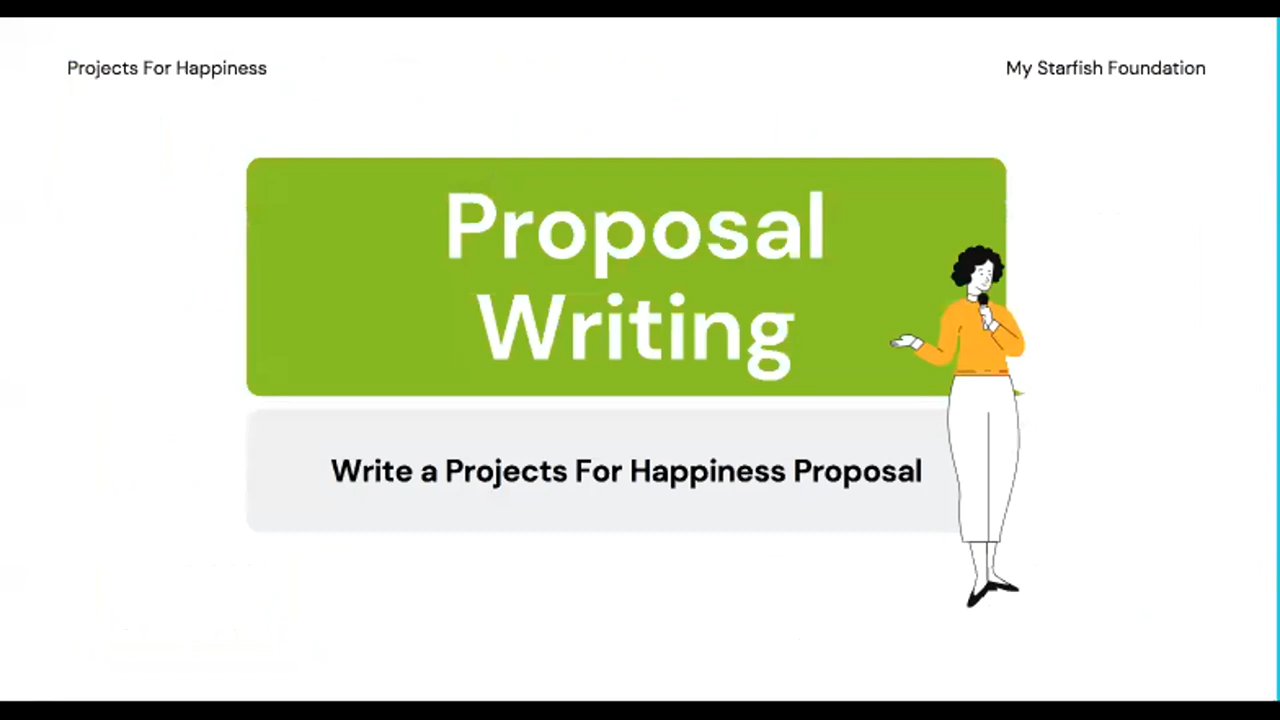 Projects For Happiness
My Starfish Foundation
Proposal
Writing
Write a Projects For Happiness Proposal